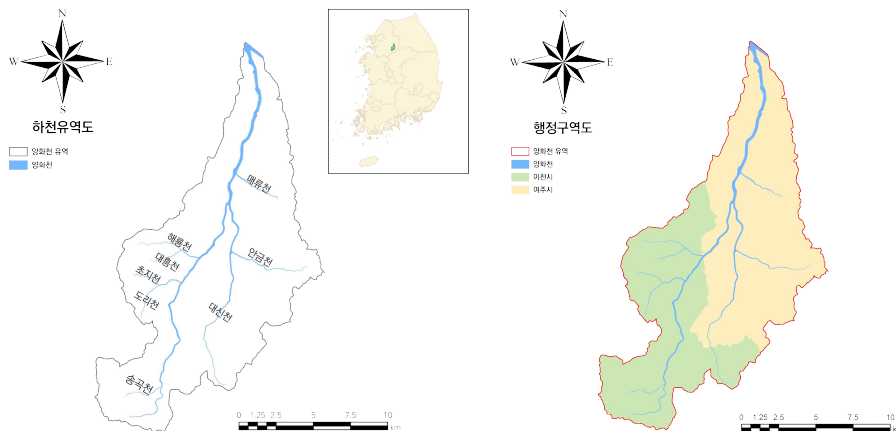 N
W
E
S
하천유역도
양화천 유역
양화천
매류천
해룡천
대흥천
안금천
초지천
도리천
대신천
송곡천
0 1.25 2.5 5 7.5 10
km
N
W
E
S
행정구역도
양화천 유역
양화천
이천시
여주시
0 1.25 2.5 5 7.5 10